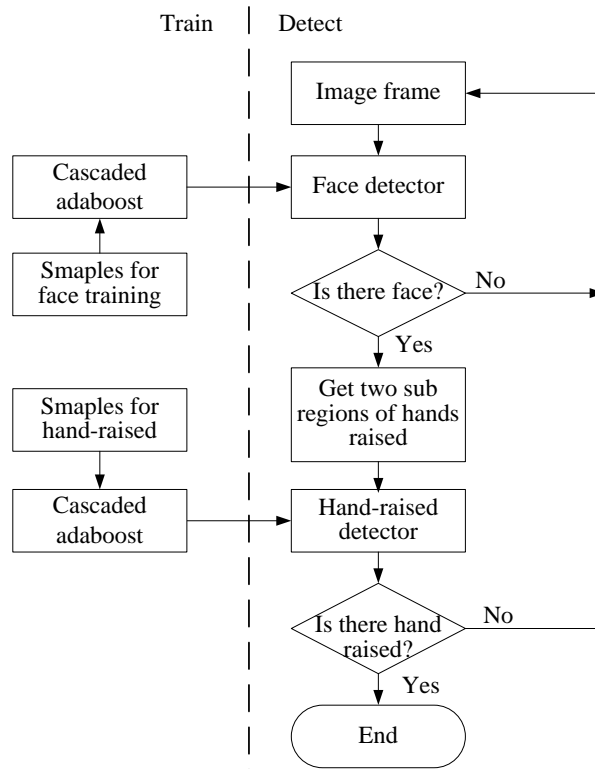 Train
Detect
Image frame
Cascaded
adaboost
Face detector
Smaples for
face training
Is there face?
No
Yes
Get two sub
regions of hands
raised
Smaples for
hand-raised
Cascaded
adaboost
Hand-raised
detector
Is there hand
raised?
No
Yes
End